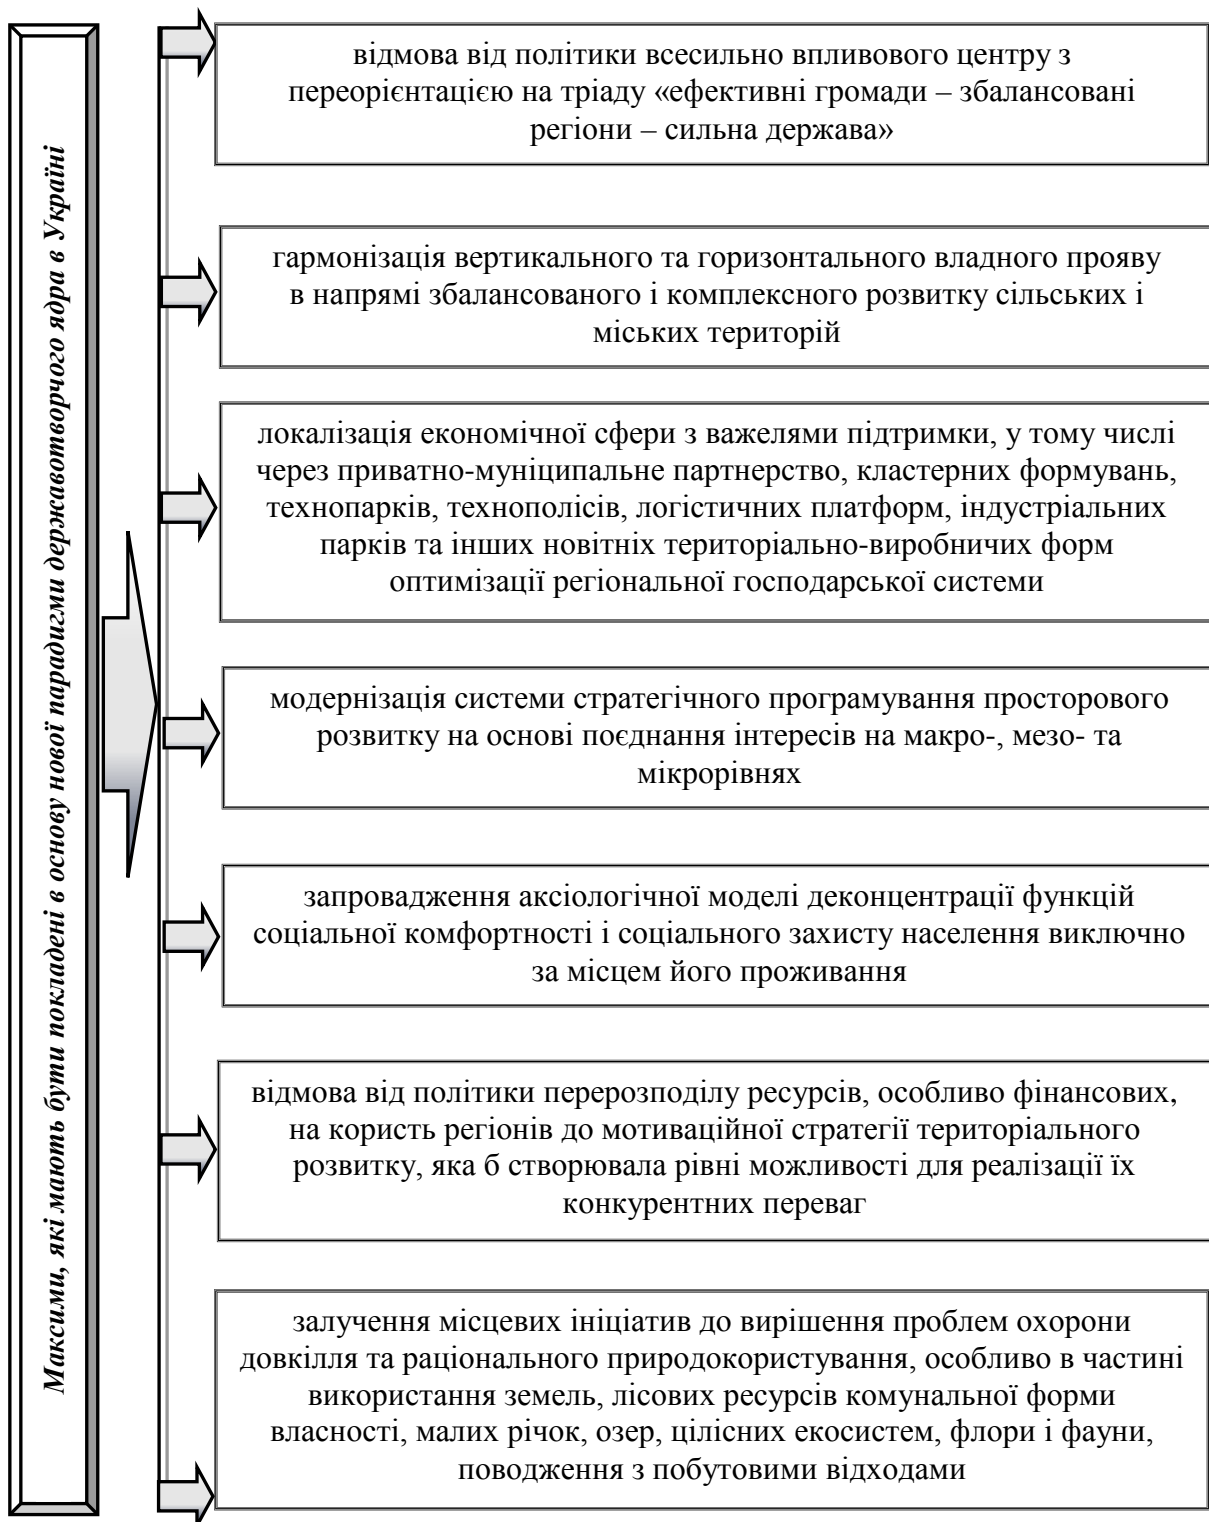 Максими, які мають бути покладені в основу нової парадигми державотворчого ядра в Україні
відмова від політики всесильно впливового центру з
переорієнтацією на тріаду «ефективні громади – збалансовані
регіони – сильна держава»
гармонізація вертикального та горизонтального владного прояву
в напрямі збалансованого і комплексного розвитку сільських і
міських територій
локалізація економічної сфери з важелями підтримки, у тому числі
через приватно-муніципальне партнерство, кластерних формувань,
технопарків, технополісів, логістичних платформ, індустріальних
парків та інших новітніх територіально-виробничих форм
оптимізації регіональної господарської системи
модернізація системи стратегічного програмування просторового
розвитку на основі поєднання інтересів на макро-, мезо- та
мікрорівнях
запровадження аксіологічної моделі деконцентрації функцій
соціальної комфортності і соціального захисту населення виключно
за місцем його проживання
відмова від політики перерозподілу ресурсів, особливо фінансових,
на користь регіонів до мотиваційної стратегії територіального
розвитку, яка б створювала рівні можливості для реалізації їх
конкурентних переваг
залучення місцевих ініціатив до вирішення проблем охорони
довкілля та раціонального природокористування, особливо в частині
використання земель, лісових ресурсів комунальної форми
власності, малих річок, озер, цілісних екосистем, флори і фауни,
поводження з побутовими відходами